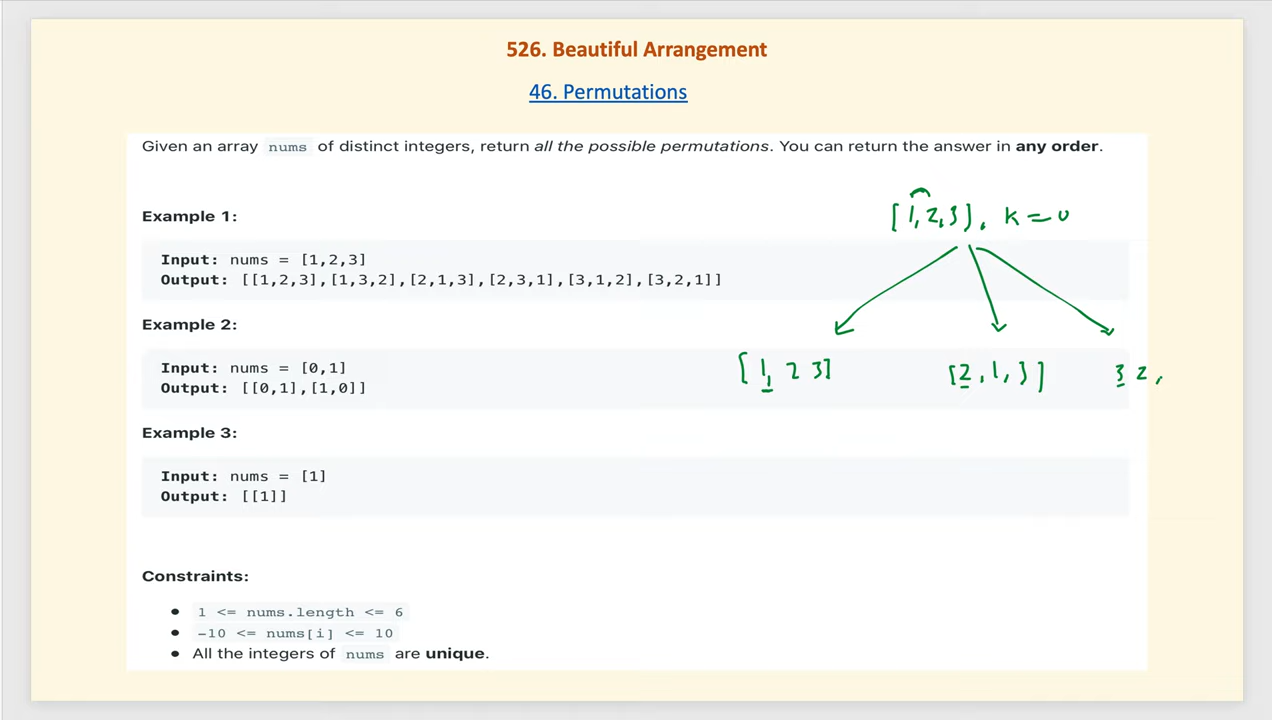 526. Beautiful Arrangement
46. Permutations
Given an array nums of distinct integers, return all the possible permutations. You can return the answer in any order.
Example 1:
Input: nums = [1,2,3]
Output: [[1,2,3],[1,3,2],[2,1,3],[2,3,1],[3,1,2],[3,2,1]]
[1,2,3], k=0
Example 2:
Input: nums = [0,1]
Output: [[0,1],[1,0]]
[1, 2 3]
[2,1,3]
3 2,
Example 3:
Input: nums = [1]
Output: [[1]]
Constraints:
• 1 <= nums.length <= 6
• -10 <= nums[i] <= 10
• All the integers of nums are unique.